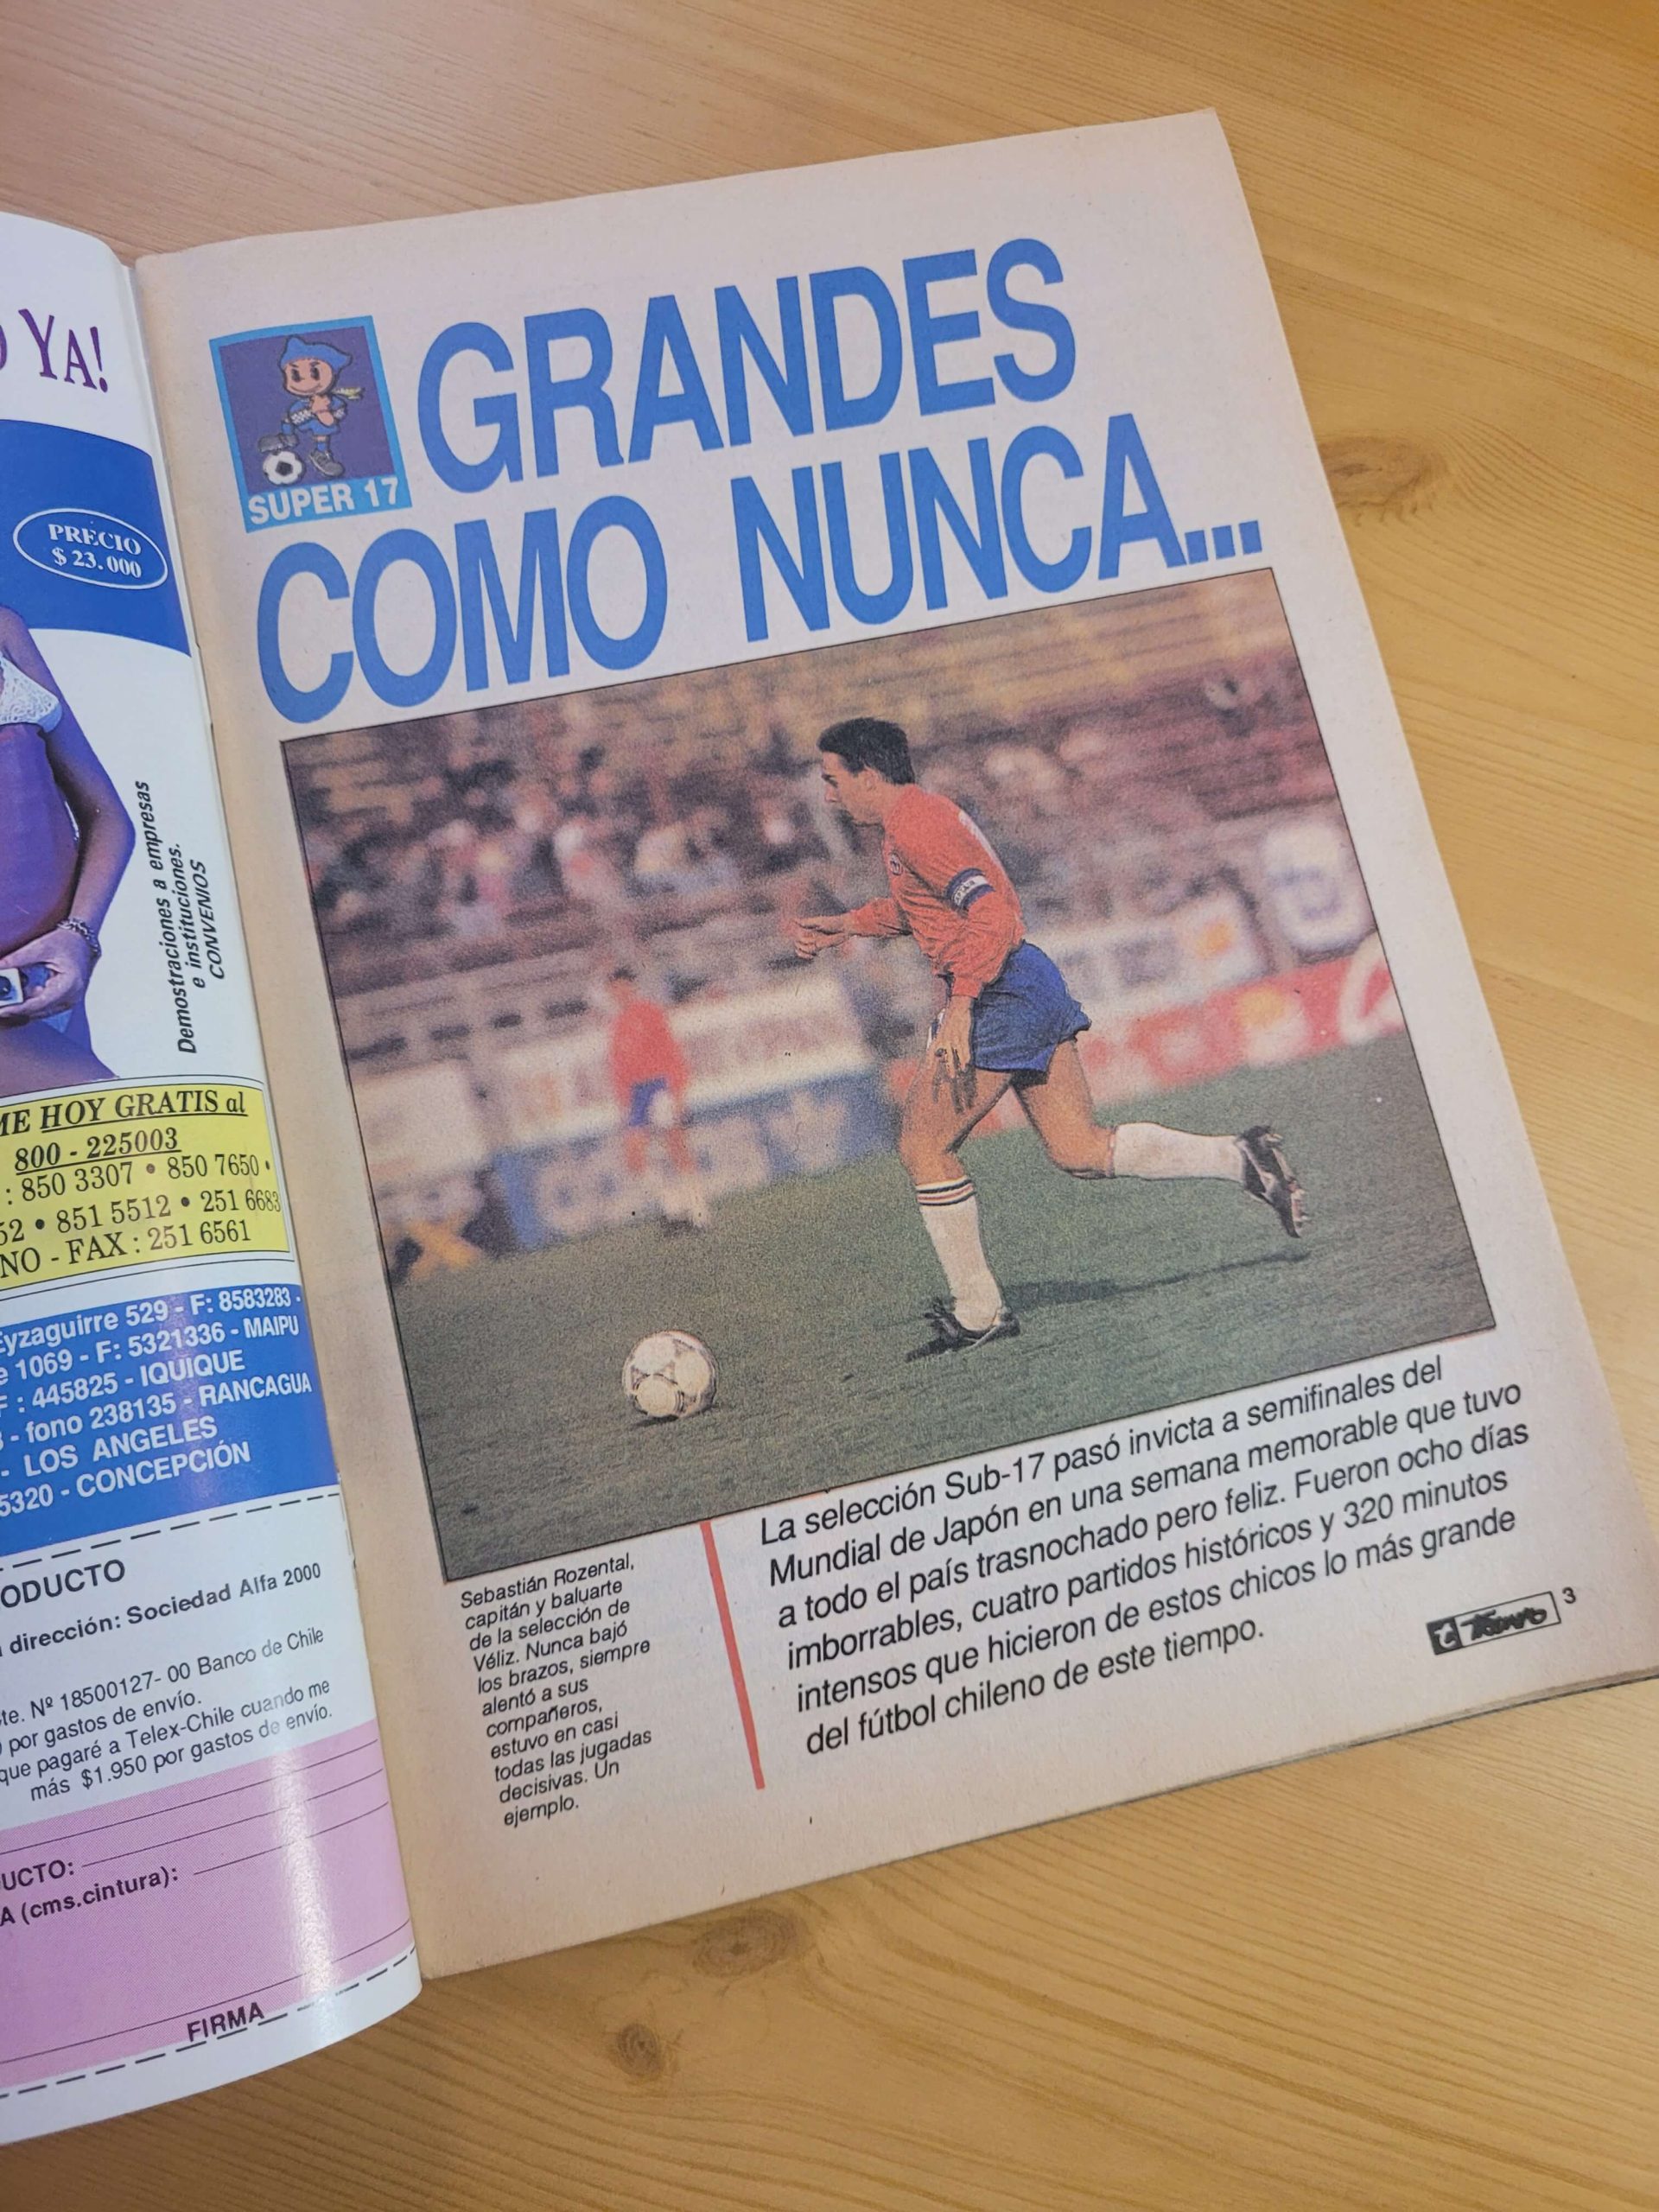 YA!
PRECIO
$ 23.000
Demostraciones a empresas
e instituciones.
CONVENIOS
HOY GRATIS al
800 - 225003
: 850 3307 • 850 7650 •
52 • 851 5512 • 251 6683
NO - FAX : 251 6561
Eyzaguirre 529 - F: 8583283 -
1069 - F: 5321336 - MAIPU
F : 445825 - IQUIQUE
- fono 238135 - RANCAGUA
- LOS ANGELES
5320 - CONCEPCIÓN
ODUCTO
dirección: Sociedad Alfa 2000
te. Nº 18500127- 00 Banco de Chile
por gastos de envío.
que pagaré a Telex-Chile cuando me
más $1.950 por gastos de envío.
UCTO:
A (cms.cintura):
FIRMA
SUPER 17
GRANDES
COMO NUNCA...
Sebastián Rozental,
capitán y baluarte
de la selección de
Véliz. Nunca bajó
los brazos, siempre
alentó a sus
compañeros,
estuvo en casi
todas las jugadas
decisivas. Un
ejemplo.
La selección Sub-17 pasó invicta a semifinales del
Mundial de Japón en una semana memorable que tuvo
a todo el país trasnochado pero feliz. Fueron ocho días
imborrables, cuatro partidos históricos y 320 minutos
intensos que hicieron de estos chicos lo más grande
del fútbol chileno de este tiempo.
3